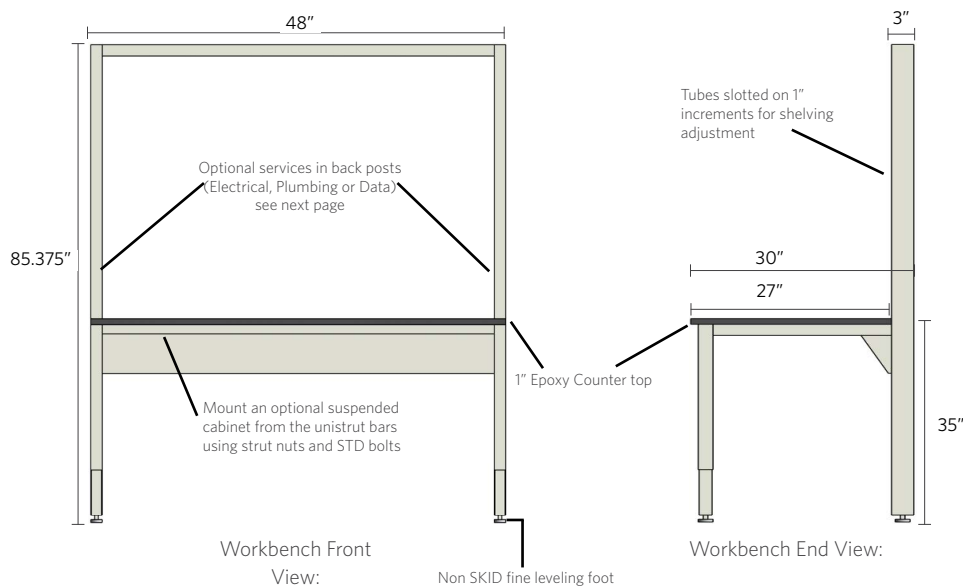 48”
3”
Tubes slotted on 1”
increments for shelving
adjustment
Optional services in back posts
(Electrical, Plumbing or Data)
see next page
85.375”
30”
27”
1” Epoxy Counter top
Mount an optional suspended
cabinet from the unistrut bars
using strut nuts and STD bolts
35”
Workbench Front
View:
Workbench End View:
Non SKID fine leveling foot